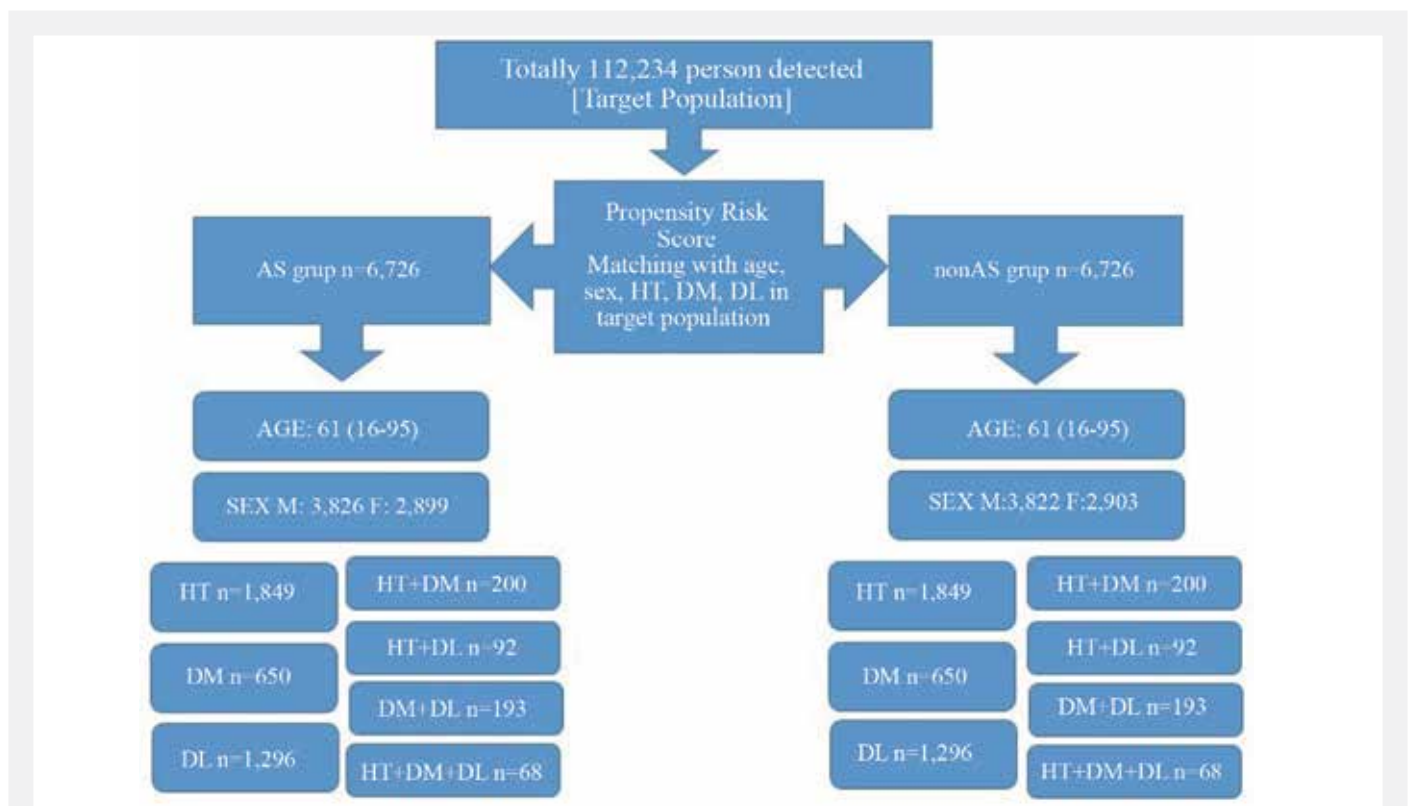 Totally 112,234 person detected
[Target Population]
Propensity Risk
Score
Matching with age,
sex, HT, DM, DL in
target population
AS grup n=6,726
nonAS grup n=6,726
AGE: 61 (16-95)
SEX M: 3,826 F: 2,899
HT n=1,849
DM n=650
DL n=1,296
HT+DM n=200
HT+DL n=92
DM+DL n=193
HT+DM+DL n=68
AGE: 61 (16-95)
SEX M:3,822 F:2,903
HT n=1,849
DM n=650
DL n=1,296
HT+DM n=200
HT+DL n=92
DM+DL n=193
HT+DM+DL n=68